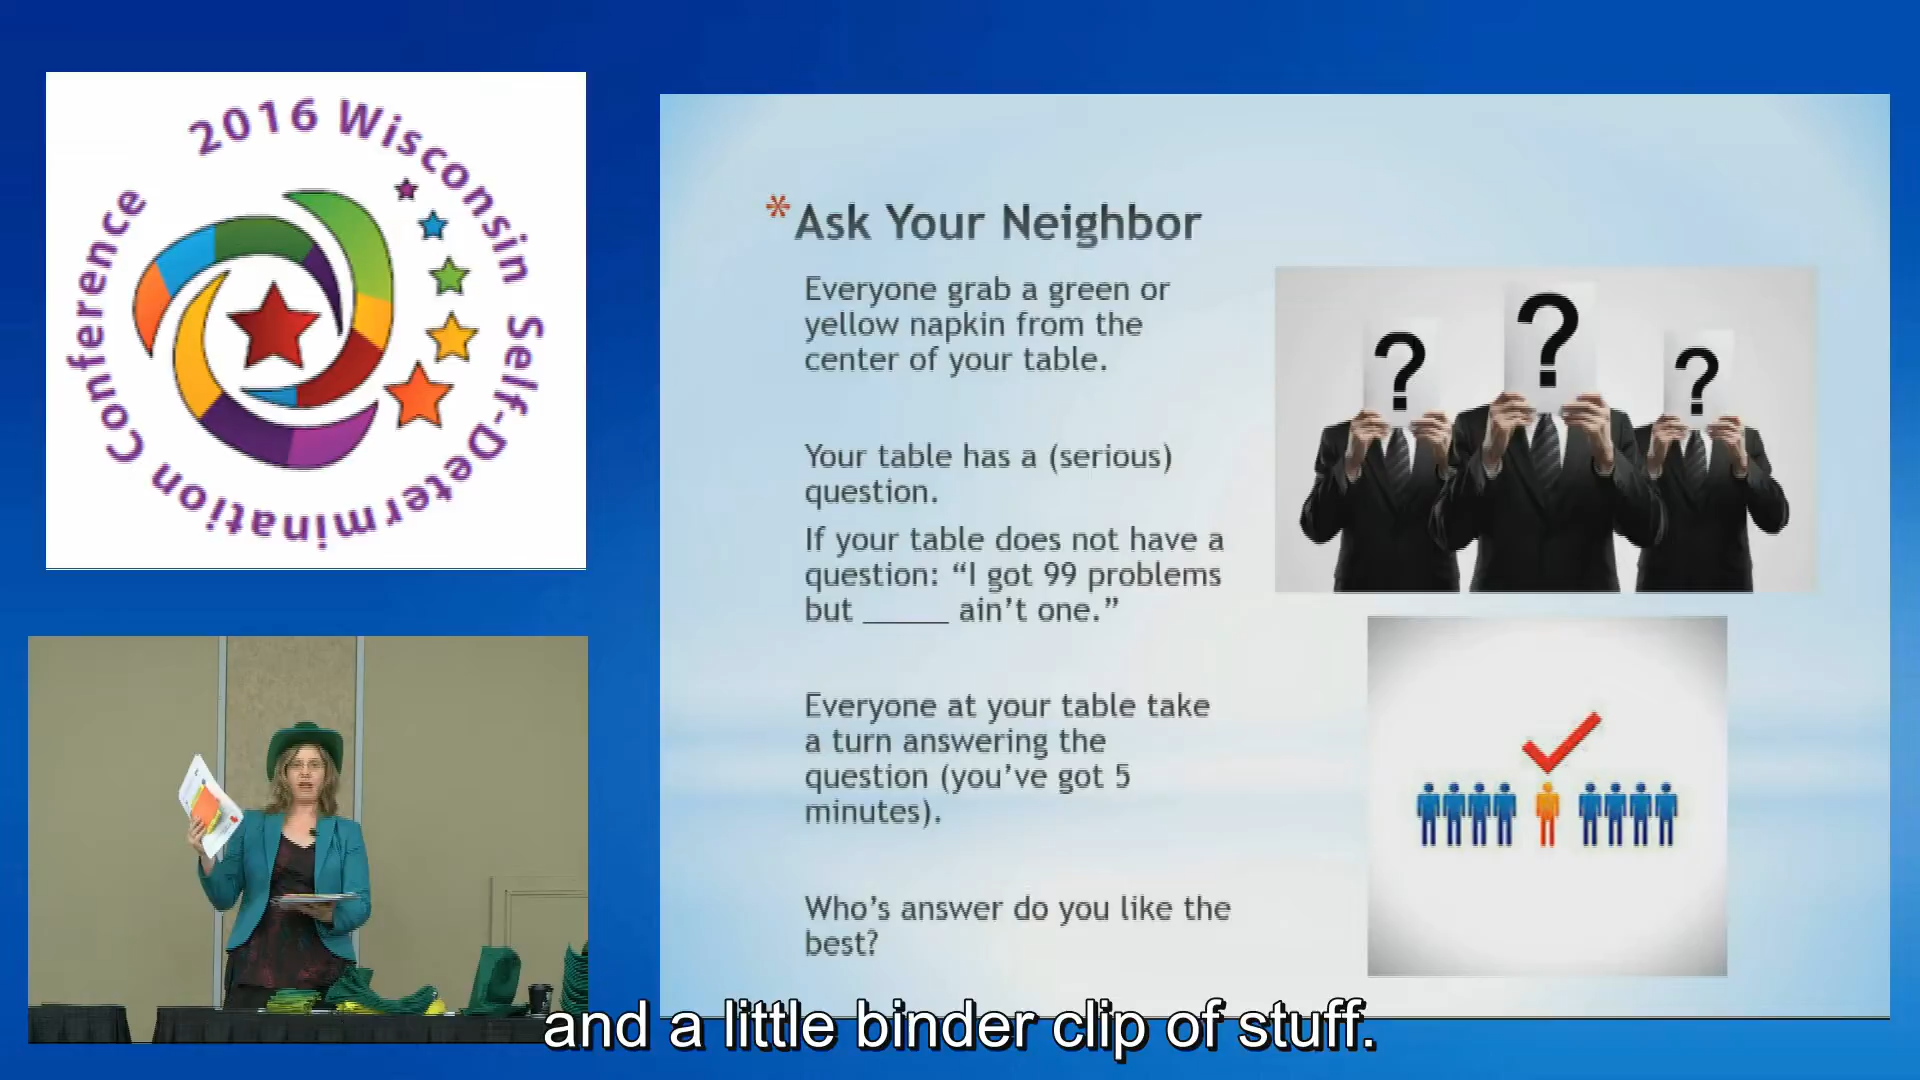 2016 Wisconsin Self-Determination Conference
*Ask Your Neighbor
Everyone grab a green or
yellow napkin from the
center of your table.
Your table has a (serious)
question.
If your table does not have a
question: “I got 99 problems
but _____ ain’t one.”
Everyone at your table take
a turn answering the
question (you’ve got 5
minutes).
Who’s answer do you like the
best?
? ? ?
and a little binder clip of stuff.